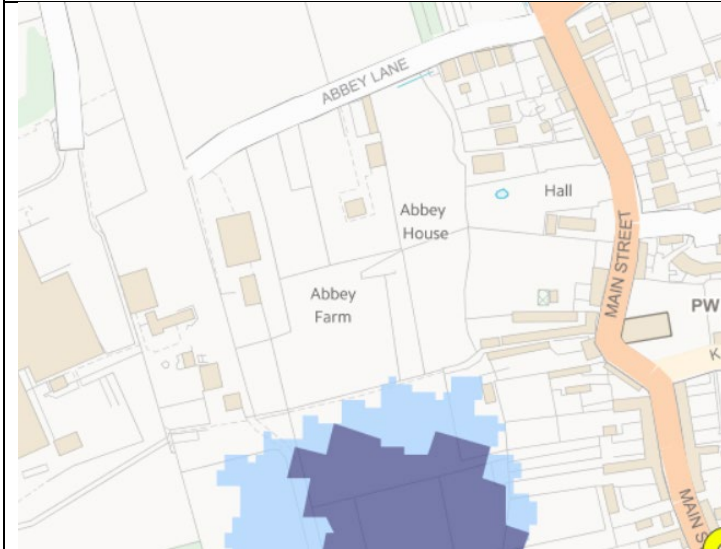 ABBEY LANE
Hall
Abbey
House
MAIN STREET
Abbey
Farm
PW
K
MAIN S